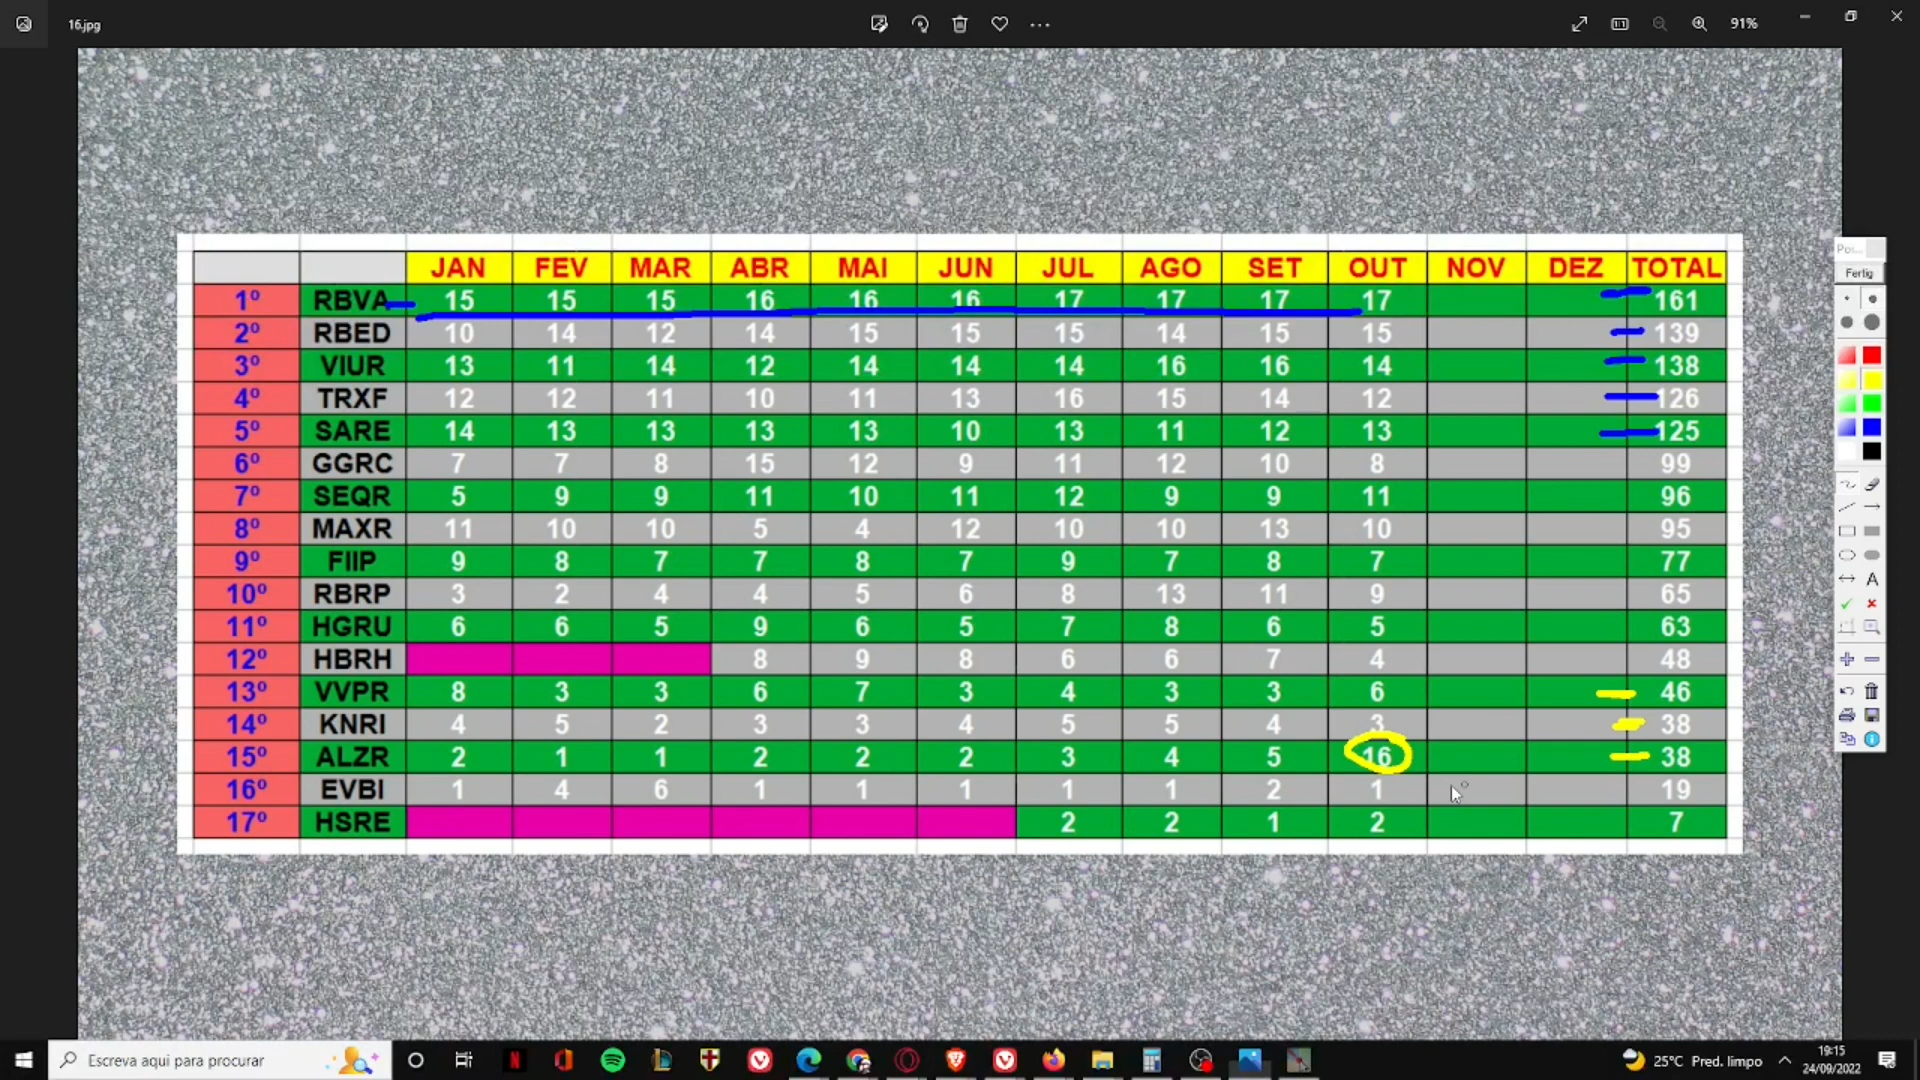 16.jpg
91%
JAN FEV MAR ABR MAI JUN JUL AGO SET OUT NOV DEZ TOTAL
1º RBVA 15 15 15 16 16 16 17 17 17 17 161
2º RBED 10 14 12 14 15 15 15 14 15 15 139
3º VIUR 13 11 14 12 14 14 14 16 16 14 138
4º TRXF 12 12 11 10 11 13 16 15 14 12 126
5º SARE 14 13 13 13 13 10 13 11 12 13 125
6º GGRC 7 7 8 15 12 9 11 12 10 8 99
7º SEQR 5 9 9 11 10 11 12 9 9 11 96
8º MAXR 11 10 10 5 4 12 10 10 13 10 95
9º FIIP 9 8 7 7 8 7 9 7 8 7 77
10º RBRP 3 2 4 4 5 6 8 13 11 9 65
11º HGRU 6 6 5 9 6 5 7 8 6 5 63
12º HBRH 8 9 8 6 6 7 4 48
13º VVPR 8 3 3 6 7 3 4 3 3 6 46
14º KNRI 4 5 2 3 3 4 5 5 4 3 38
15º ALZR 2 1 1 2 2 2 3 4 5 16 38
16º EVBI 1 4 6 1 1 1 1 1 2 1 19
17º HSRE 2 2 1 2 7
Fertig
A
Escreva aqui para procurar
25°C Pred. limpo
19:15
24/09/2022